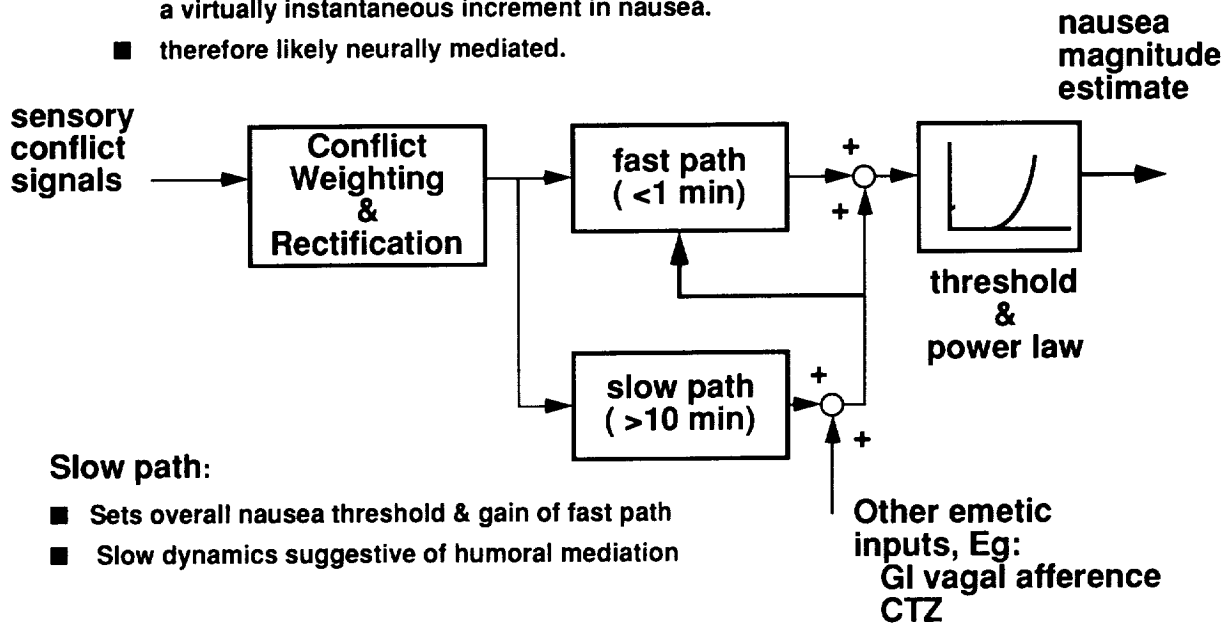 a virtually instantaneous increment in nausea.
■ therefore likely neurally mediated.
nausea
magnitude
estimate
sensory
conflict
signals
Conflict
Weighting
&
Rectification
fast path
( <1 min)
+
+
threshold
&
power law
slow path
( >10 min)
+
+
Slow path:
■ Sets overall nausea threshold & gain of fast path
■ Slow dynamics suggestive of humoral mediation
Other emetic
inputs, Eg:
GI vagal afference
CTZ